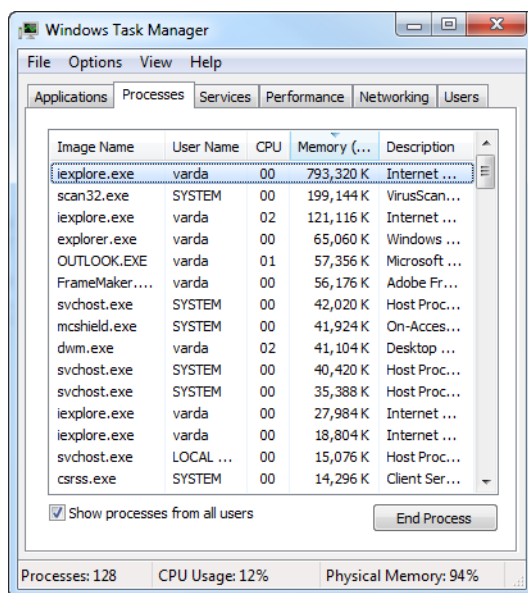 Windows Task Manager
File Options View Help
Applications Processes Services Performance Networking Users
Image Name User Name CPU Memory (... Description
iexplore.exe varda 00 793,320 K Internet ...
scan32.exe SYSTEM 00 199,144 K VirusScan...
iexplore.exe varda 02 121,116 K Internet ...
explorer.exe varda 00 65,060 K Windows ...
OUTLOOK.EXE varda 01 57,356 K Microsoft ...
FrameMaker.... varda 00 56,176 K Adobe Fr...
svchost.exe SYSTEM 00 42,020 K Host Proc...
mcshield.exe SYSTEM 00 41,924 K On-Acces...
dwm.exe varda 02 41,104 K Desktop ...
svchost.exe SYSTEM 00 40,420 K Host Proc...
svchost.exe SYSTEM 00 35,388 K Host Proc...
iexplore.exe varda 00 27,984 K Internet ...
iexplore.exe varda 00 18,804 K Internet ...
svchost.exe LOCAL ... 00 15,076 K Host Proc...
csrss.exe SYSTEM 00 14,296 K Client Ser...
Show processes from all users End Process
Processes: 128 CPU Usage: 12% Physical Memory: 94%